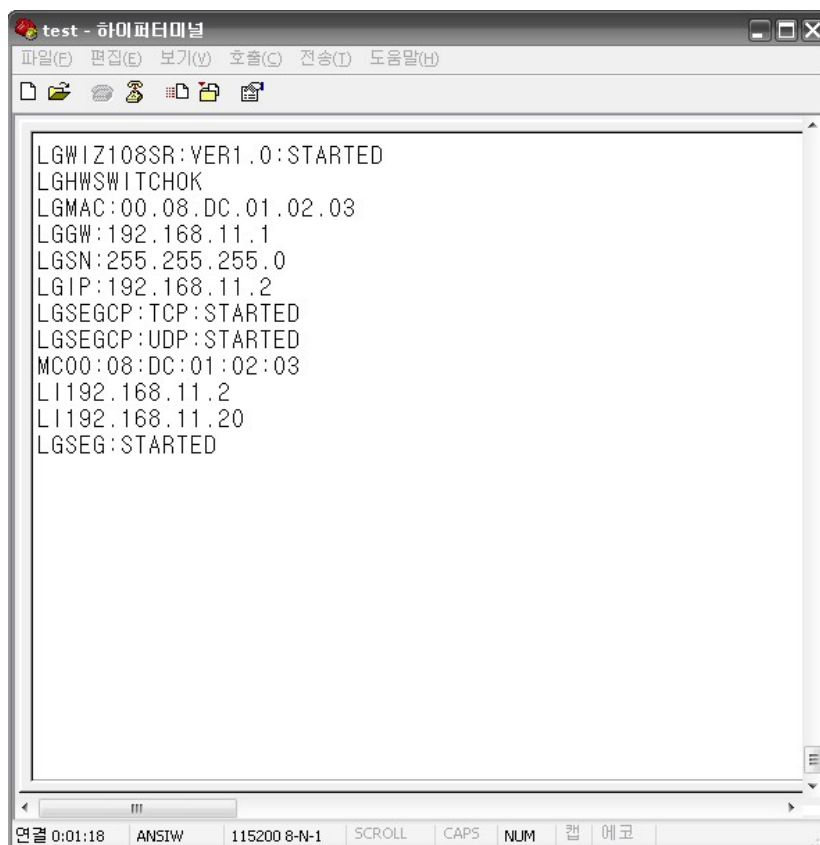 test - 하이퍼터미널
파일(F) 편집(E) 보기(V) 호출(C) 전송(T) 도움말(H)
LGWIZ108SR:VER1.0:STARTED
LGHWSWITCHOK
LGMAC:00.08.DC.01.02.03
LGGW:192.168.11.1
LGSN:255.255.255.0
LGIP:192.168.11.2
LGSEGCP:TCP:STARTED
LGSEGCP:UDP:STARTED
MC00:08:DC:01:02:03
LI192.168.11.2
LI192.168.11.20
LGSEG:STARTED
연결 0:01:18 ANSIW 115200 8-N-1 SCROLL CAPS NUM 캡 에코